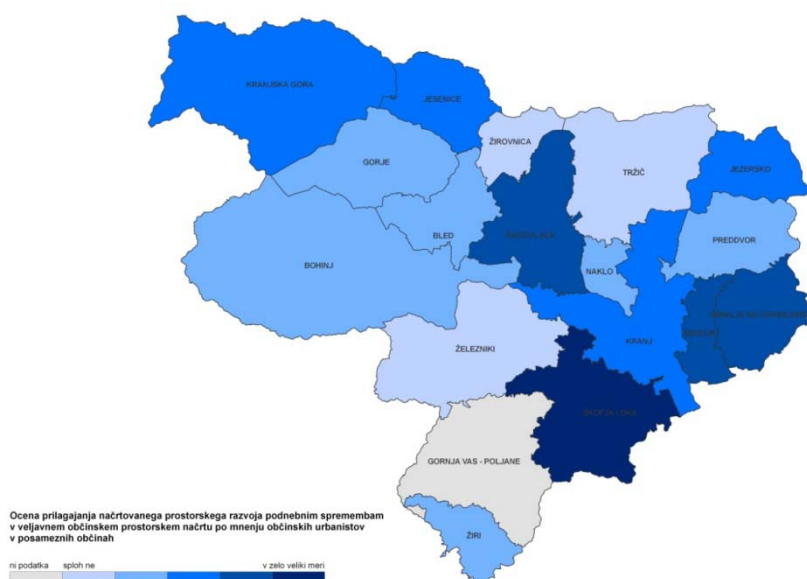 KRANJSKA GORA
JESENICE
ŽIROVNICA
GORJE
TRŽIČ
JEZERSKO
BLED
RADOVLJICA
PREDDVOR
BOHINJ
NAKLO
ŽELEZNIKI
KRANJ
ŠKOFJA LOKA
GORNJA VAS - POLJANE
ŽIRI
Ocena prilagajanja načrtovanega prostorskega razvoja podnebnim spremembam
v veljavnem občinskem prostorskem načrtu po mnenju občinskih urbanistov
v posameznih občinah
ni podatka sploh ne v zelo veliki meri